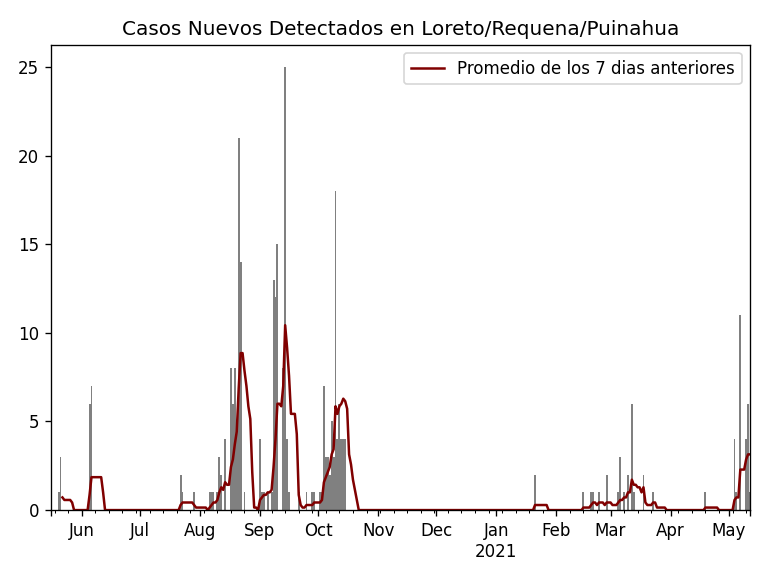 Casos Nuevos Detectados en Loreto/Requena/Puinahua
Promedio de los 7 dias anteriores
25
20
15
10
5
0
Jun Jul Aug Sep Oct Nov Dec Jan Feb Mar Apr May
2021